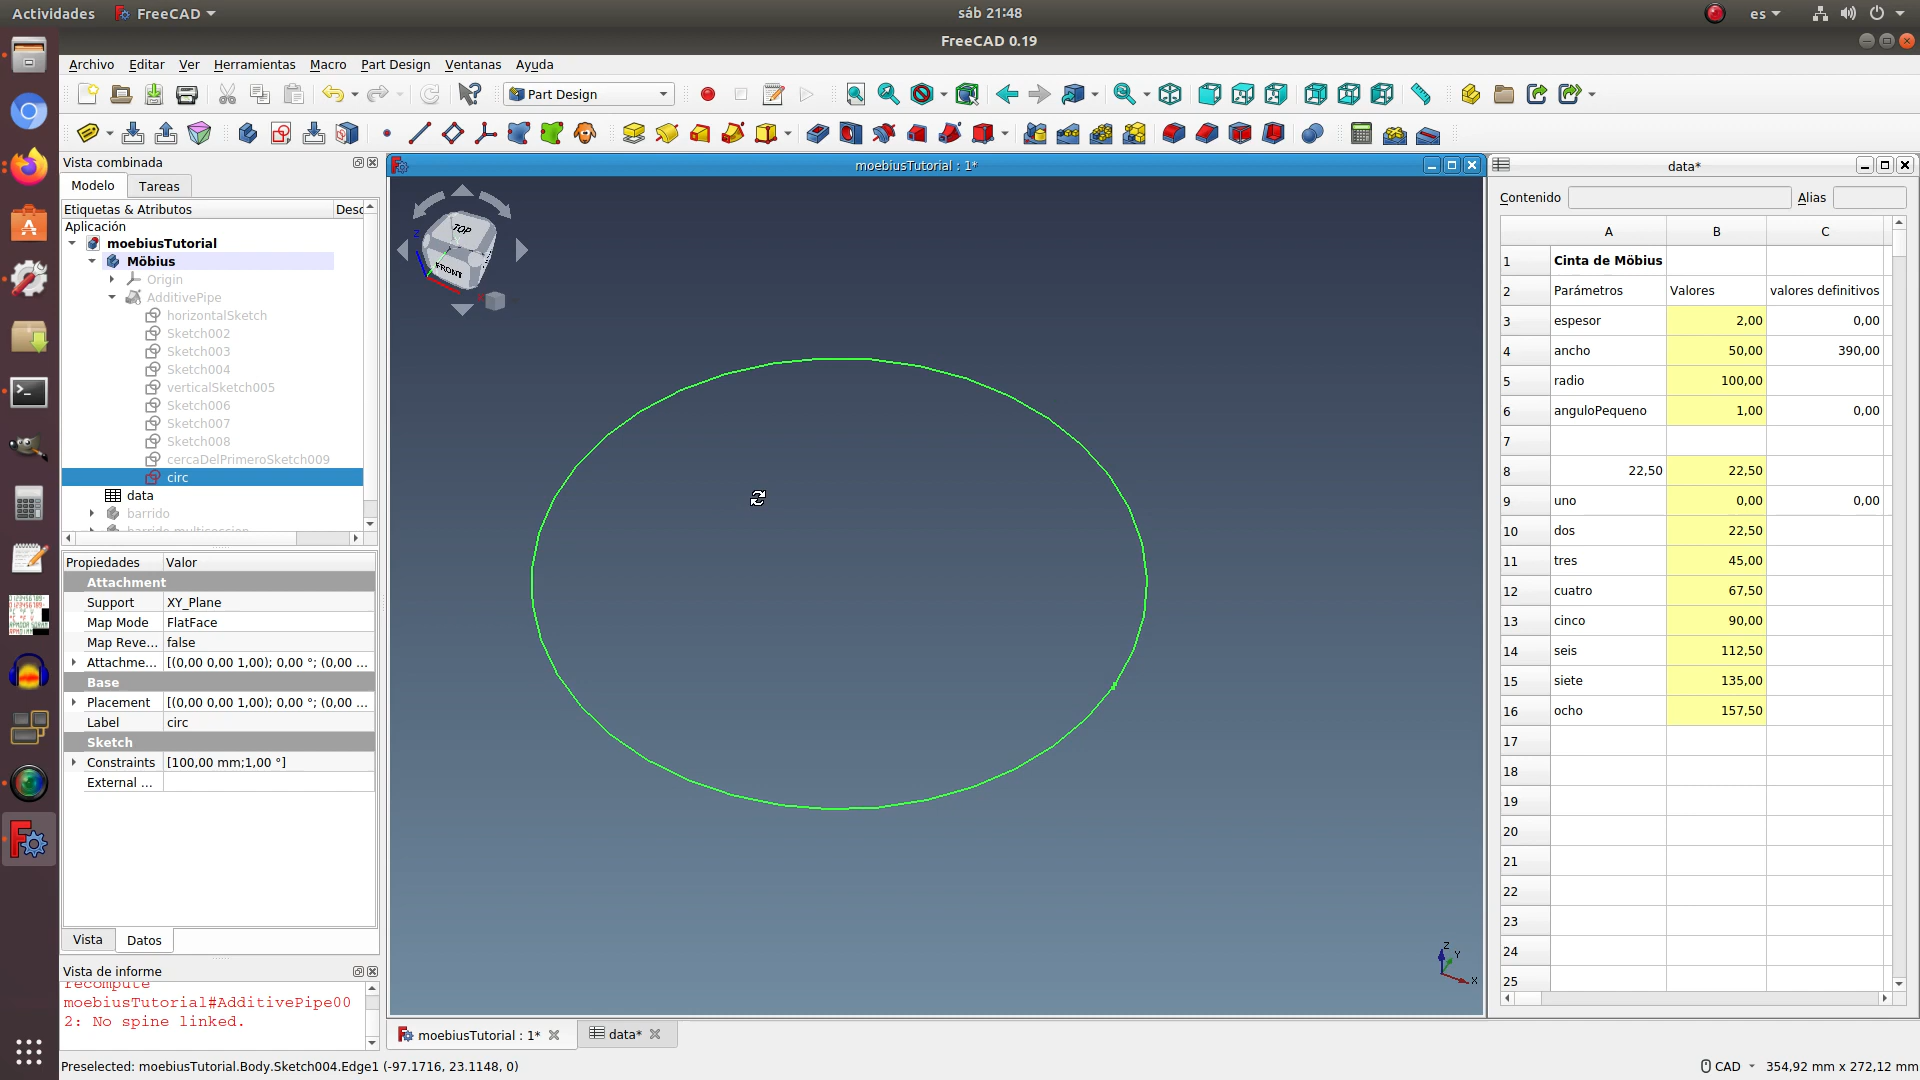 Actividades FreeCAD sáb 21:48 es
FreeCAD 0.19
Archivo Editar Ver Herramientas Macro Part Design Ventanas Ayuda
Part Design
Vista combinada
Modelo Tareas
Etiquetas & Atributos Desc
Aplicación
moebiusTutorial
Möbius
Origin
AdditivePipe
horizontalSketch
Sketch002
Sketch003
Sketch004
verticalSketch005
Sketch006
Sketch007
Sketch008
cercaDelPrimeroSketch009
circ
data
barrido
barrido multiseccion
Propiedades Valor
Attachment
Support XY_Plane
Map Mode FlatFace
Map Reve... false
Attachme... [(0,00 0,00 1,00); 0,00 °; (0,00 ...
Base
Placement [(0,00 0,00 1,00); 0,00 °; (0,00 ...
Label circ
Sketch
Constraints [100,00 mm;1,00 °]
External ...
Vista Datos
Vista de informe
recompute
moebiusTutorial#AdditivePipe00
2: No spine linked.
moebiusTutorial : 1*
TOP
FRONT
Z
Z
Y
X
moebiusTutorial : 1* data*
data*
Contenido Alias
A B C
1 Cinta de Möbius
2 Parámetros Valores valores definitivos
3 espesor 2,00 0,00
4 ancho 50,00 390,00
5 radio 100,00
6 anguloPequeno 1,00 0,00
7
8 22,50 22,50
9 uno 0,00 0,00
10 dos 22,50
11 tres 45,00
12 cuatro 67,50
13 cinco 90,00
14 seis 112,50
15 siete 135,00
16 ocho 157,50
17
18
19
20
21
22
23
24
25
Preselected: moebiusTutorial.Body.Sketch004.Edge1 (-97.1716, 23.1148, 0) CAD 354,92 mm x 272,12 mm